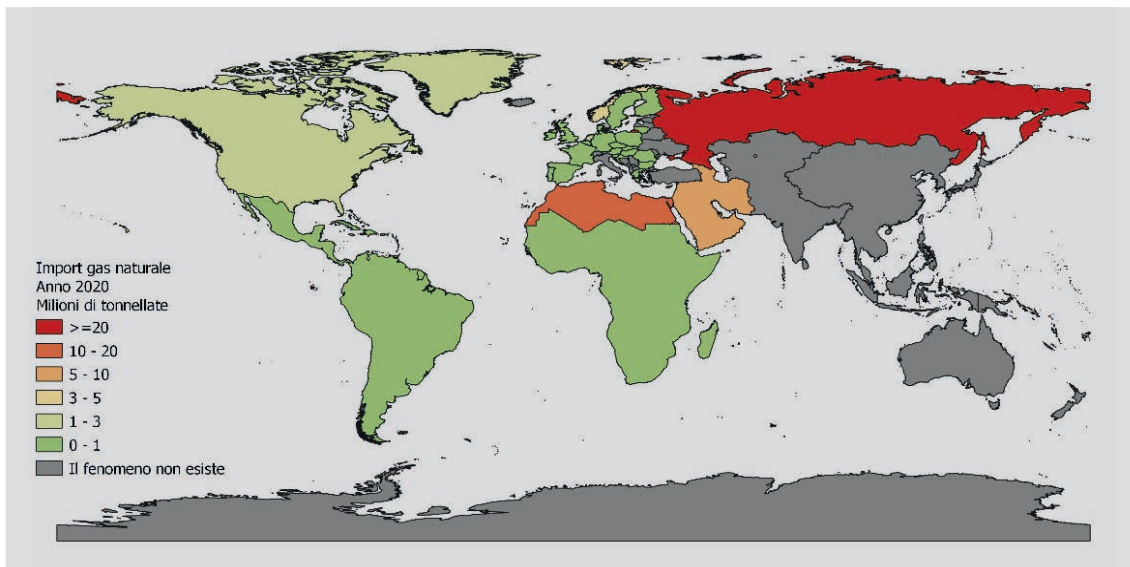 Import gas naturale
Anno 2020
Milioni di tonnellate
>=20
10 - 20
5 - 10
3 - 5
1 - 3
0 - 1
Il fenomeno non esiste